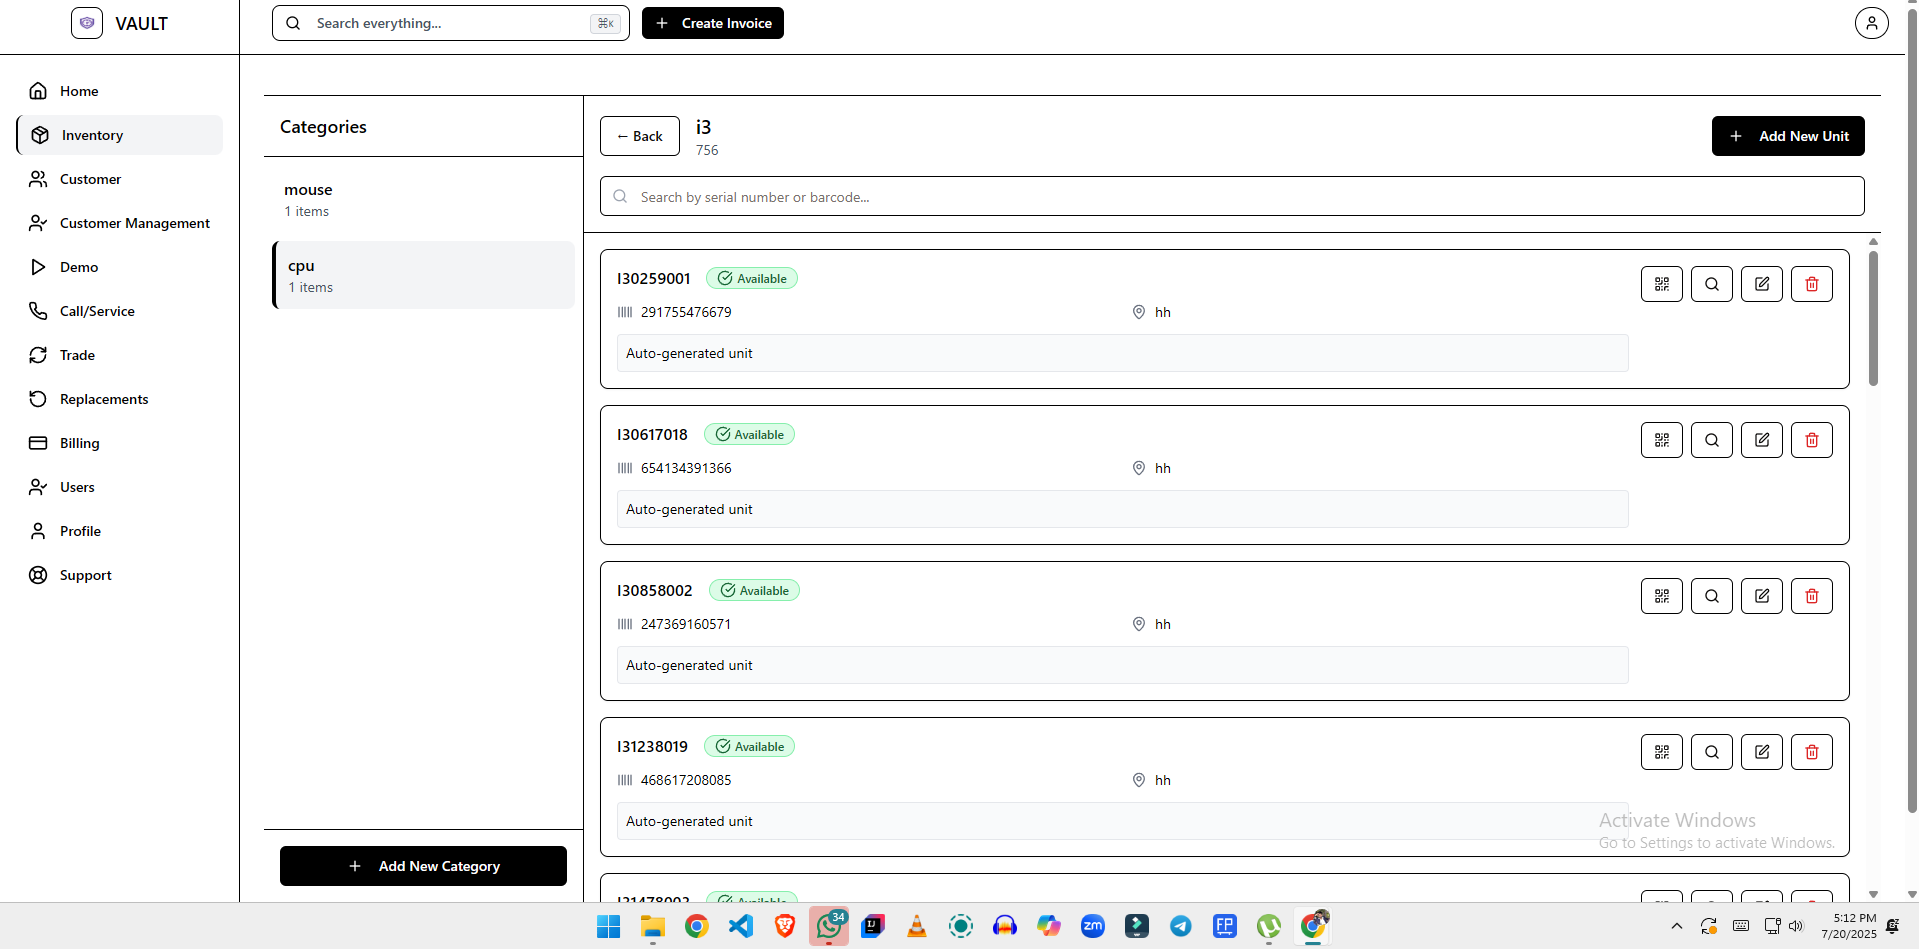 VAULT
Search everything...
⌘K
Create Invoice
Home
Inventory
Customer
Customer Management
Demo
Call/Service
Trade
Replacements
Billing
Users
Profile
Support
Categories
mouse
1 items
cpu
1 items
Add New Category
← Back
i3
756
Add New Unit
Search by serial number or barcode...
I30259001 Available
291755476679 hh
Auto-generated unit
I30617018 Available
654134391366 hh
Auto-generated unit
I30858002 Available
247369160571 hh
Auto-generated unit
I31238019 Available
468617208085 hh
Auto-generated unit
Activate Windows
Go to Settings to activate Windows.
Available
34
zm
FP
5:12 PM
7/20/2025